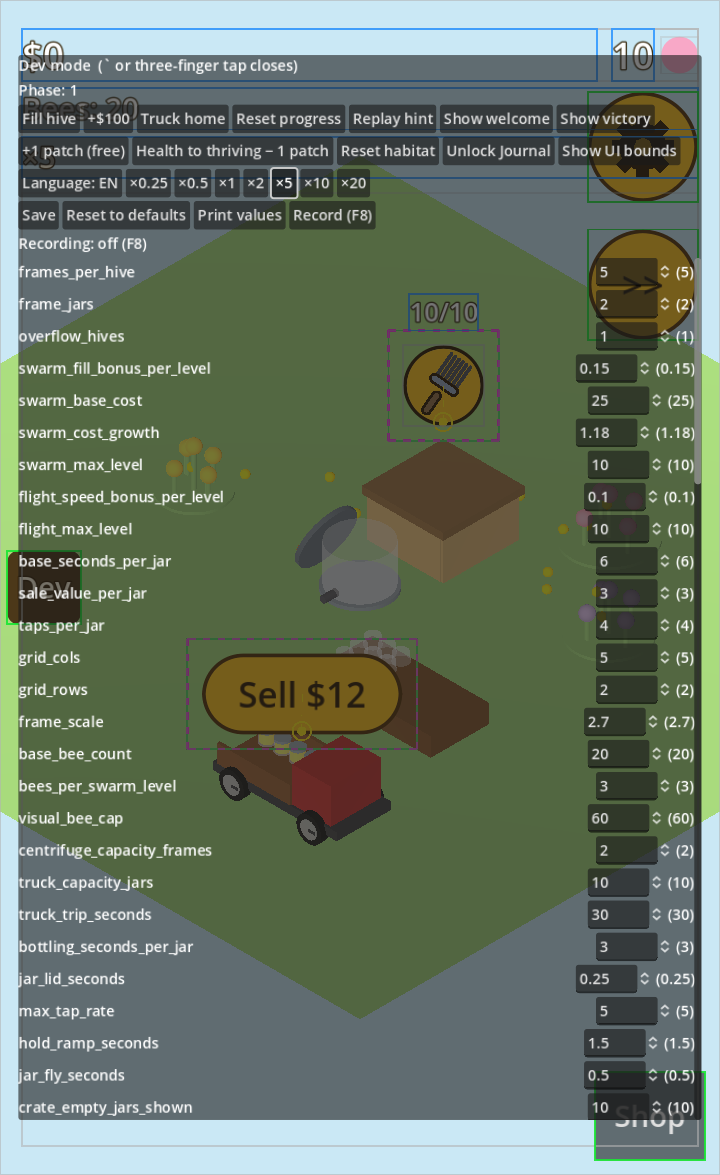 $0 10
Dev mode (` or three-finger tap closes)
Phase: 1
Bees: 20
Fill hive +$100 Truck home Reset progress Replay hint Show welcome Show victory
+1 patch (free) Health to thriving − 1 patch Reset habitat Unlock Journal Show UI bounds
×5
Language: EN ×0.25 ×0.5 ×1 ×2 ×5 ×10 ×20
Save Reset to defaults Print values Record (F8)
Recording: off (F8)
frames_per_hive 5 (5)
>>
frame_jars 2 (2)
10/10
overflow_hives 1 (1)
swarm_fill_bonus_per_level 0.15 (0.15)
swarm_base_cost 25 (25)
swarm_cost_growth 1.18 (1.18)
swarm_max_level 10 (10)
flight_speed_bonus_per_level 0.1 (0.1)
flight_max_level 10 (10)
base_seconds_per_jar 6 (6)
Dev
sale_value_per_jar 3 (3)
taps_per_jar 4 (4)
grid_cols 5 (5)
grid_rows 2 (2)
Sell $12
frame_scale 2.7 (2.7)
base_bee_count 20 (20)
bees_per_swarm_level 3 (3)
visual_bee_cap 60 (60)
centrifuge_capacity_frames 2 (2)
truck_capacity_jars 10 (10)
truck_trip_seconds 30 (30)
bottling_seconds_per_jar 3 (3)
jar_lid_seconds 0.25 (0.25)
max_tap_rate 5 (5)
hold_ramp_seconds 1.5 (1.5)
jar_fly_seconds 0.5 (0.5)
crate_empty_jars_shown 10 (10)
Shop